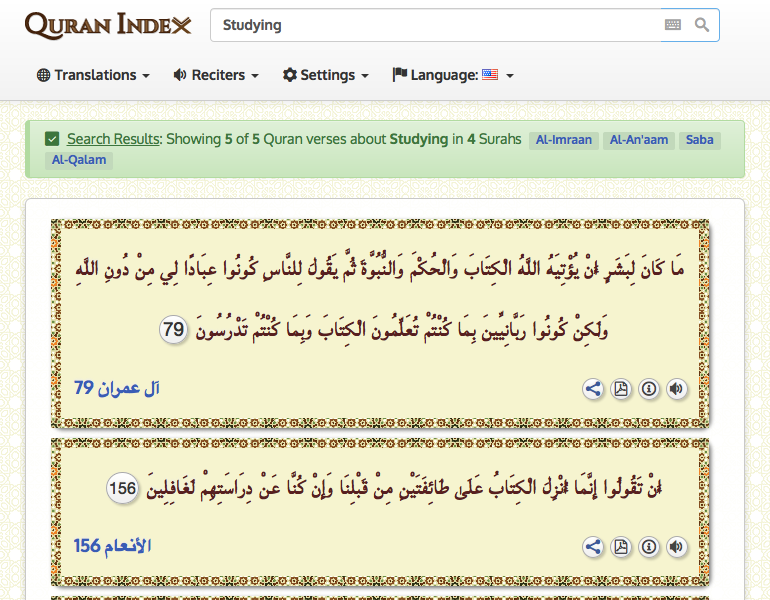 QURAN INDEX
Studying
Translations Reciters Settings Language:
Search Results: Showing 5 of 5 Quran verses about Studying in 4 Surahs Al-Imraan Al-An'aam Saba
Al-Qalam
مَا كَانَ لِبَشَرٍ أَنْ يُؤْتِيَهُ اللَّهُ الْكِتَابَ وَالْحُكْمَ وَالنُّبُوَّةَ ثُمَّ يَقُولَ لِلنَّاسِ كُونُوا عِبَادًا لِي مِنْ دُونِ اللَّهِ
وَلَكِنْ كُونُوا رَبَّانِيِّينَ بِمَا كُنْتُمْ تُعَلِّمُونَ الْكِتَابَ وَبِمَا كُنْتُمْ تَدْرُسُونَ 79
آل عمران 79
أَنْ تَقُولُوا إِنَّمَا أُنْزِلَ الْكِتَابُ عَلَى طَائِفَتَيْنِ مِنْ قَبْلِنَا وَإِنْ كُنَّا عَنْ دِرَاسَتِهِمْ لَغَافِلِينَ 156
الأنعام 156